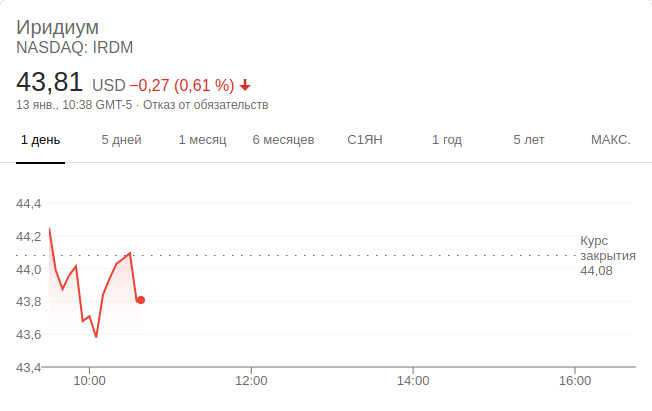 Иридиум
NASDAQ: IRDM
43,81 USD −0,27 (0,61 %)
13 янв., 10:38 GMT-5 · Отказ от обязательств
1 день 5 дней 1 месяц 6 месяцев С1ЯН 1 год 5 лет МАКС.
44,4
44,2
Курс
закрытия
44,08
44,0
43,8
43,6
43,4
10:00 12:00 14:00 16:00